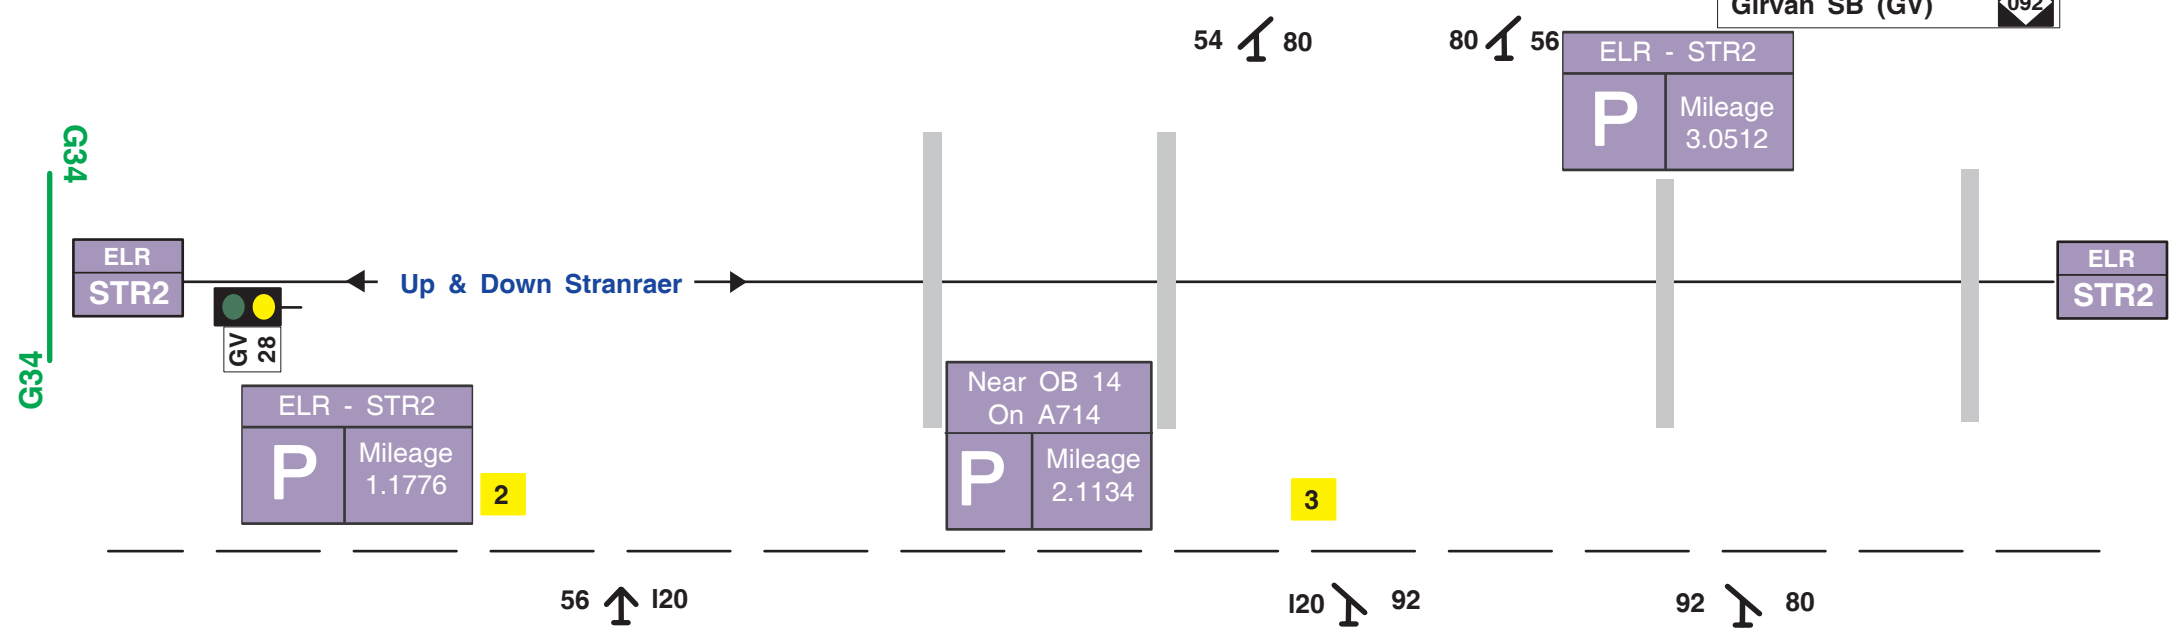 Girvan SB (GV)
092
54 80
80 56
ELR - STR2
P
Mileage
3.0512
G34
ELR
STR2
Up & Down Stranraer
ELR
STR2
GV
28
G34
Near OB 14
On A714
P
Mileage
2.1134
ELR - STR2
P
Mileage
1.1776
2
3
56 I20
I20 92
92 80